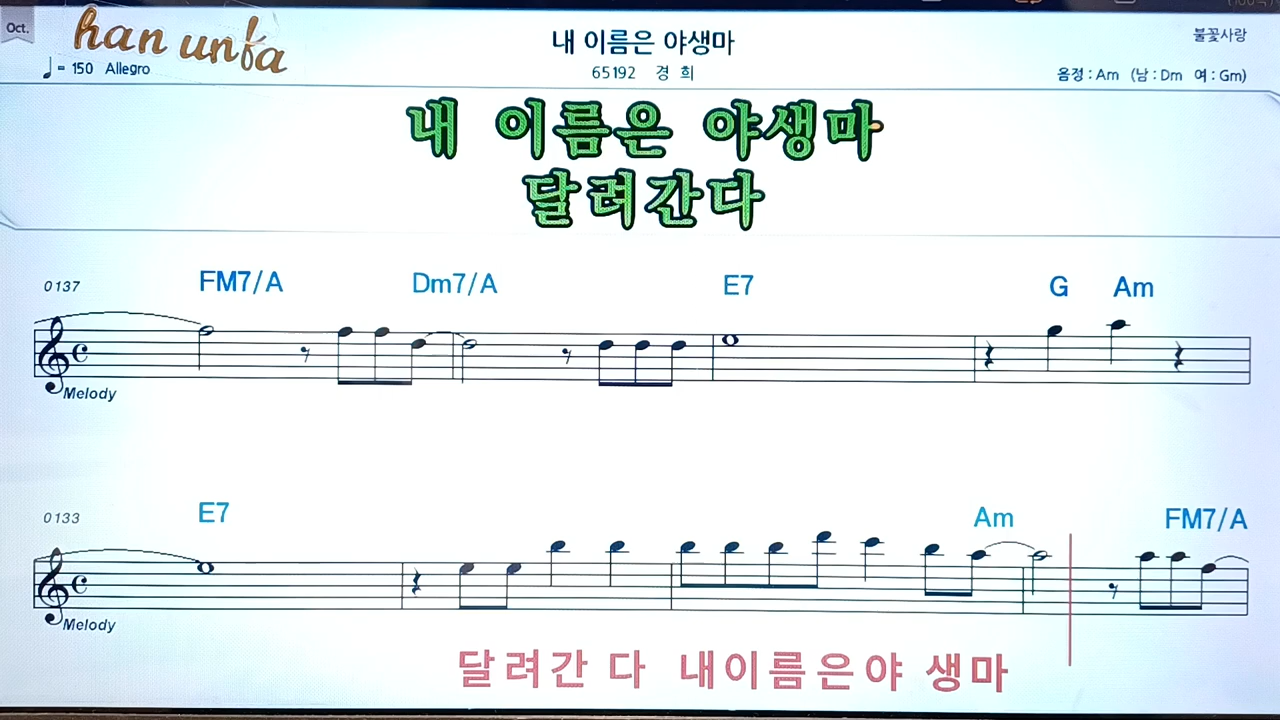 Oct.
han un!a
내 이름은 야생마
불꽃사랑
♩= 150 Allegro
65192 경 희
음정 : Am (남 : Dm 여 : Gm)
내 이름은 야생마
달려간다
0137 FM7/A Dm7/A E7 G Am
Melody
0133 E7 Am FM7/A
Melody
달 려간 다 내이름은야 생마